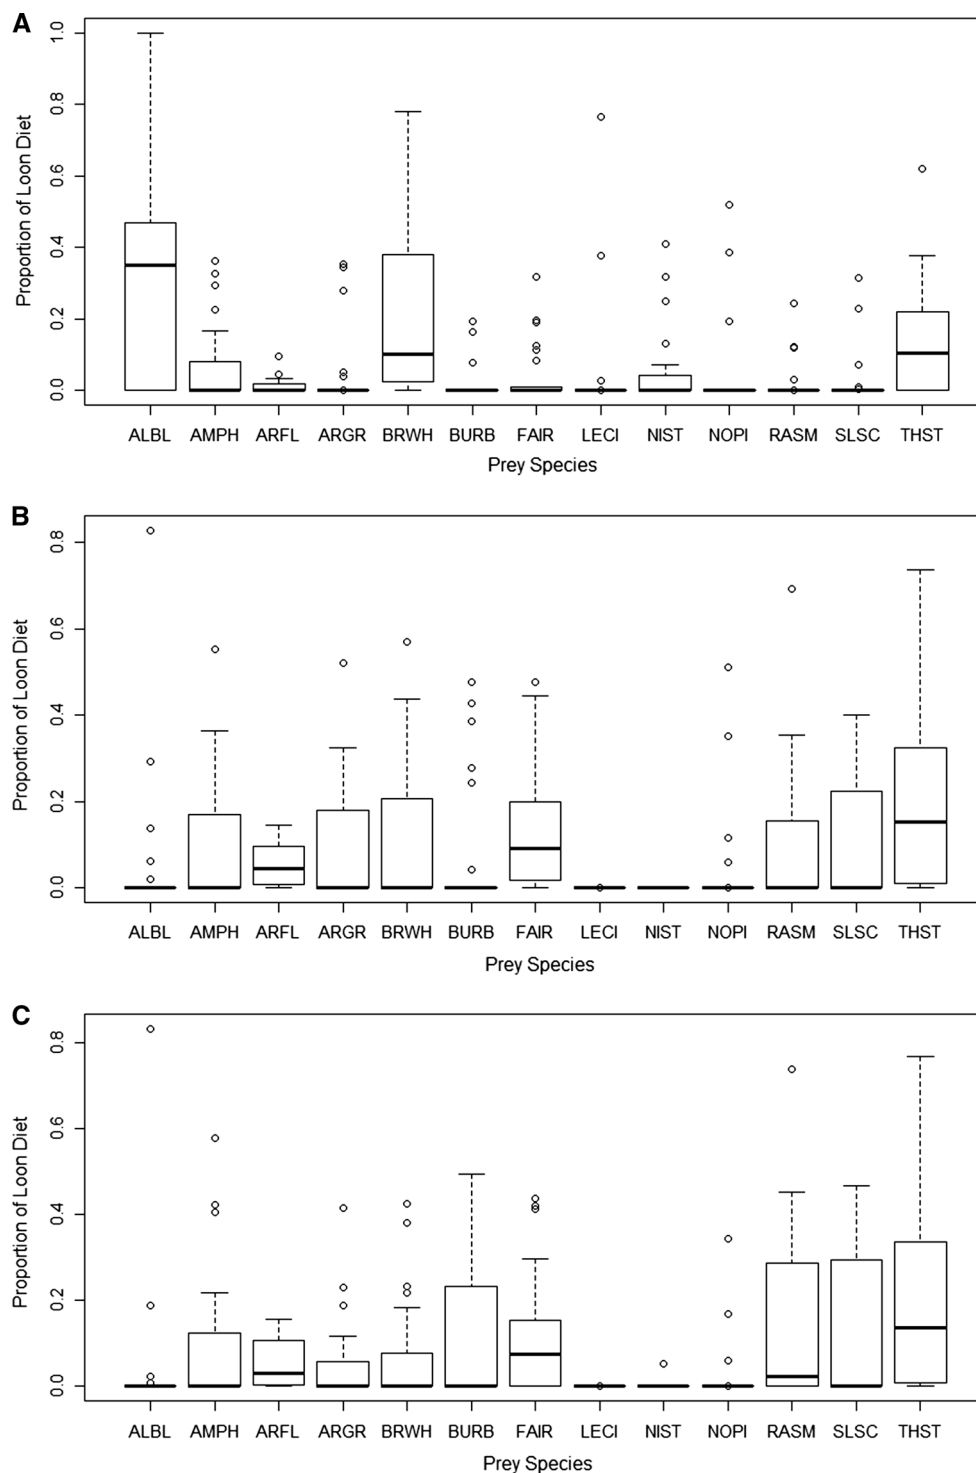 A
Proportion of Loon Diet
1.0
0.8
0.6
0.4
0.2
0.0
ALBL AMPH ARFL ARGR BRWH BURB FAIR LECI NIST NOPI RASM SLSC THST
Prey Species
B
Proportion of Loon Diet
0.8
0.6
0.4
0.2
0.0
ALBL AMPH ARFL ARGR BRWH BURB FAIR LECI NIST NOPI RASM SLSC THST
Prey Species
C
Proportion of Loon Diet
0.8
0.6
0.4
0.2
0.0
ALBL AMPH ARFL ARGR BRWH BURB FAIR LECI NIST NOPI RASM SLSC THST
Prey Species